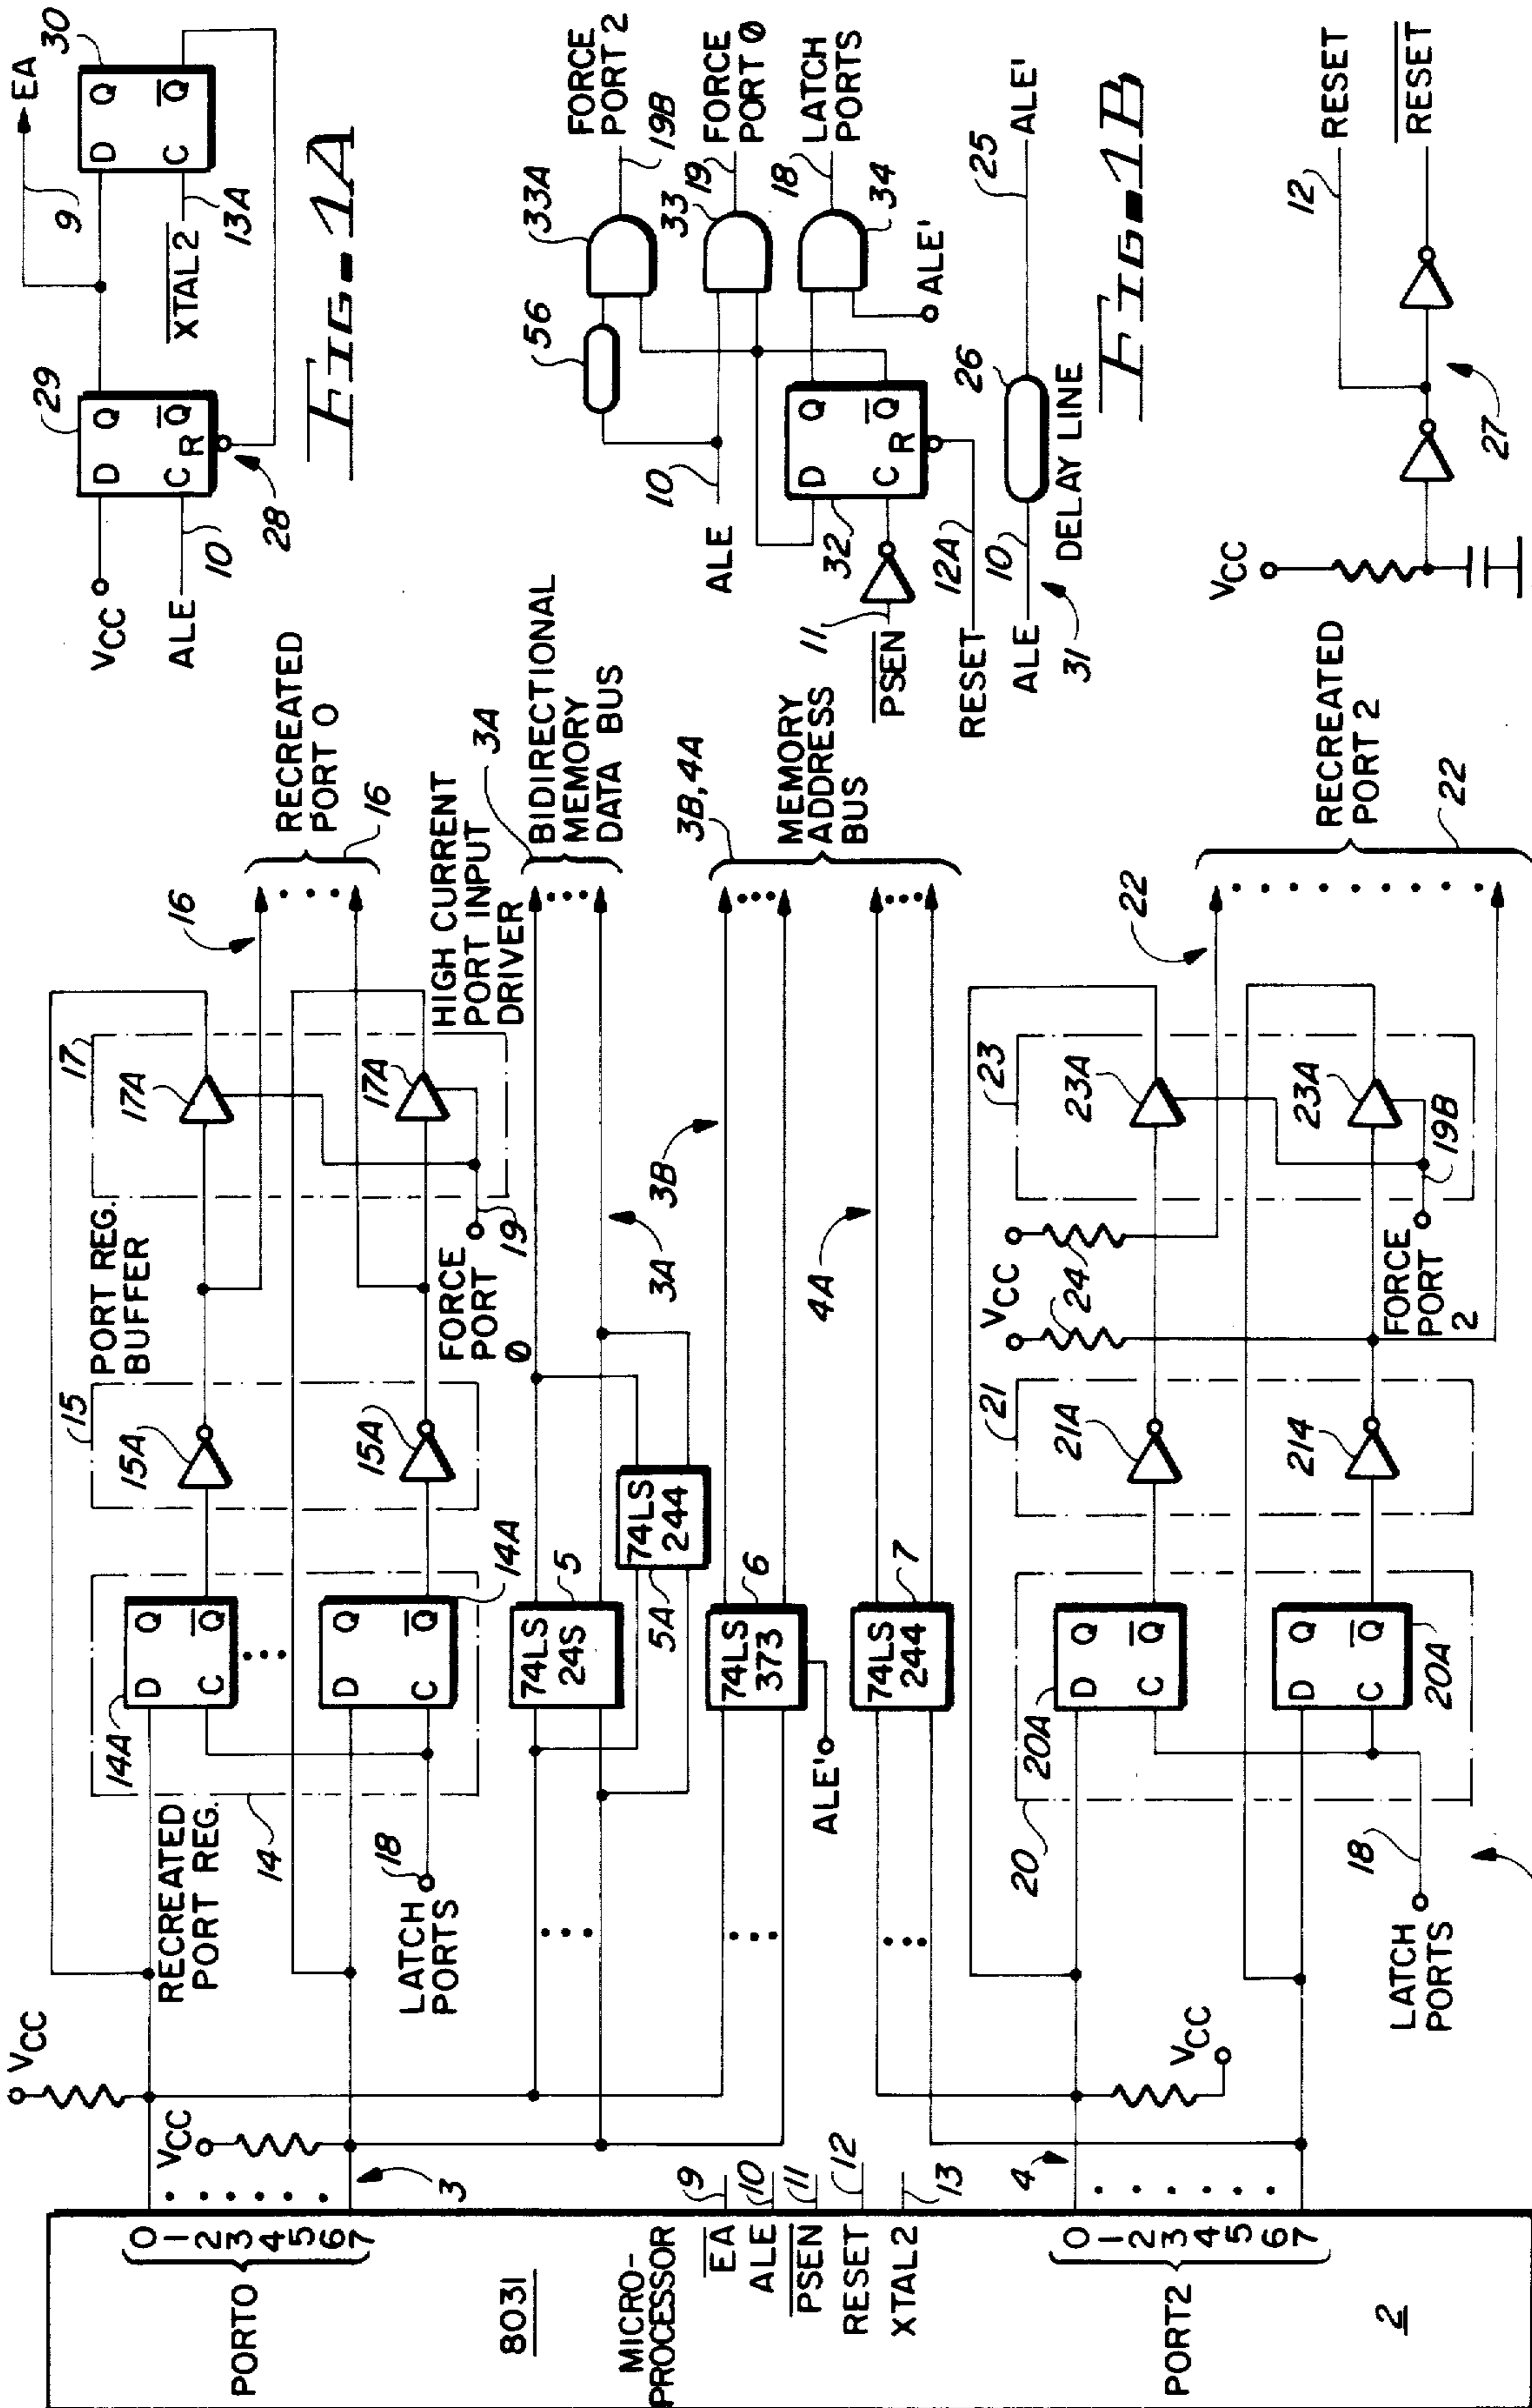 PORT0
0
1
2
3
4
5
6
7
8031
MICRO-
PROCESSOR
EA
ALE
PSEN
RESET
XTAL2
9
10
11
12
13
PORT2
0
1
2
3
4
5
6
7
2
VCC
VCC
3
RECREATED
PORT REG.
14
14A
D Q
C Q
D Q
C Q
14A
LATCH
PORTS
18
15
15A
15A
PORT REG.
BUFFER
17
17A
17A
FORCE
PORT
0
19
HIGH CURRENT
PORT INPUT
DRIVER
16
RECREATED
PORT 0
16
74LS
24S
5
74LS
244
5A
3A
BIDIRECTIONAL
MEMORY
DATA BUS
3A
74LS
373
6
ALE'
3B
3B, 4A
MEMORY
ADDRESS
BUS
74LS
244
7
4A
4
VCC
20
20A
D Q
C Q
D Q
C Q
20A
LATCH
PORTS
18
21
21A
214
VCC
24
23
23A
23A
FORCE
PORT
2
19B
22
RECREATED
PORT 2
22
VCC
ALE
10
D Q
C Q
R
29
28
9
EA
XTAL2
13A
D Q
C Q
30
FIG-1A
ALE
10
56
33A
FORCE
PORT 2
19B
33
19
FORCE
PORT 0
34
18
LATCH
PORTS
ALE'
D Q
C Q
R
32
PSEN
11
RESET
12A
ALE
10
31
26
DELAY LINE
25
ALE'
FIG-1B
VCC
27
12
RESET
RESET